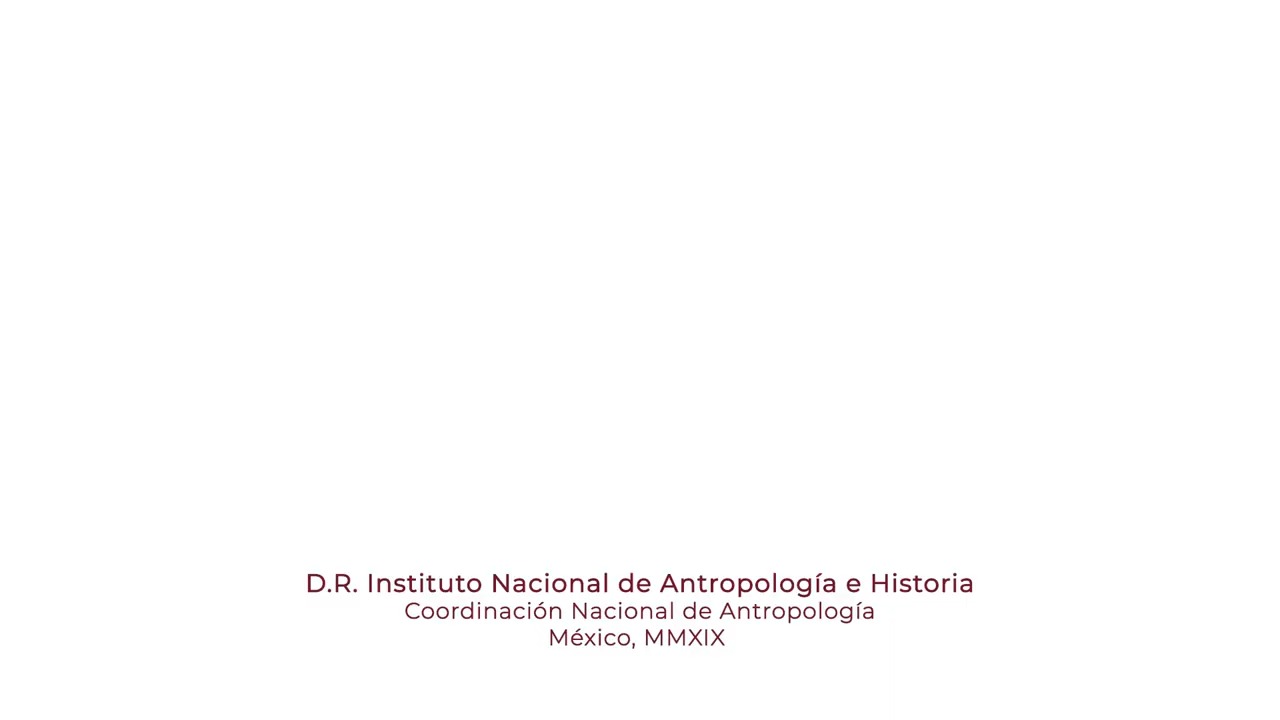 D.R. Instituto Nacional de Antropología e Historia
Coordinación Nacional de Antropología
México, MMXIX